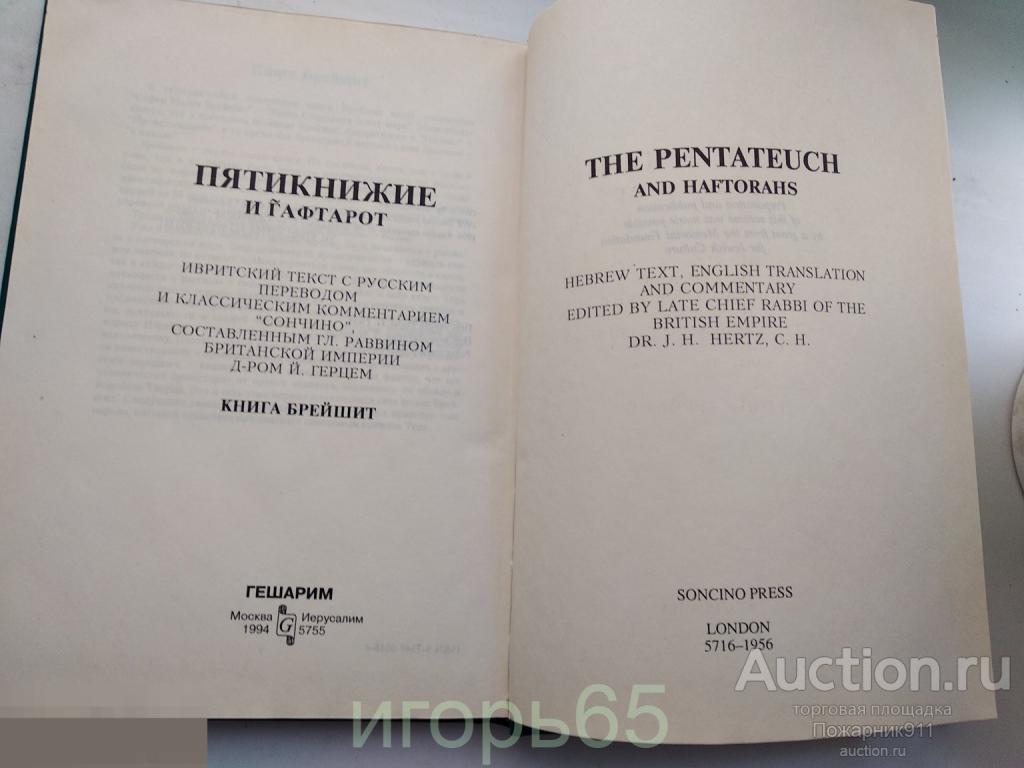 ПЯТИКНИЖИЕ
И ГАФТАРОТ
ИВРИТСКИЙ ТЕКСТ С РУССКИМ
ПЕРЕВОДОМ
И КЛАССИЧЕСКИМ КОММЕНТАРИЕМ
"СОНЧИНО",
СОСТАВЛЕННЫМ ГЛ. РАВВИНОМ
БРИТАНСКОЙ ИМПЕРИИ
Д-РОМ Й. ГЕРЦЕМ
КНИГА БРЕЙШИТ
ГЕШАРИМ
Москва G Иерусалим
1994 5755
THE PENTATEUCH
AND HAFTORAHS
HEBREW TEXT, ENGLISH TRANSLATION
AND COMMENTARY
EDITED BY LATE CHIEF RABBI OF THE
BRITISH EMPIRE
DR. J. H. HERTZ, C. H.
SONCINO PRESS
LONDON
5716–1956
игорь65
Auction.ru
торговая площадка
Пожарник911
auction.ru